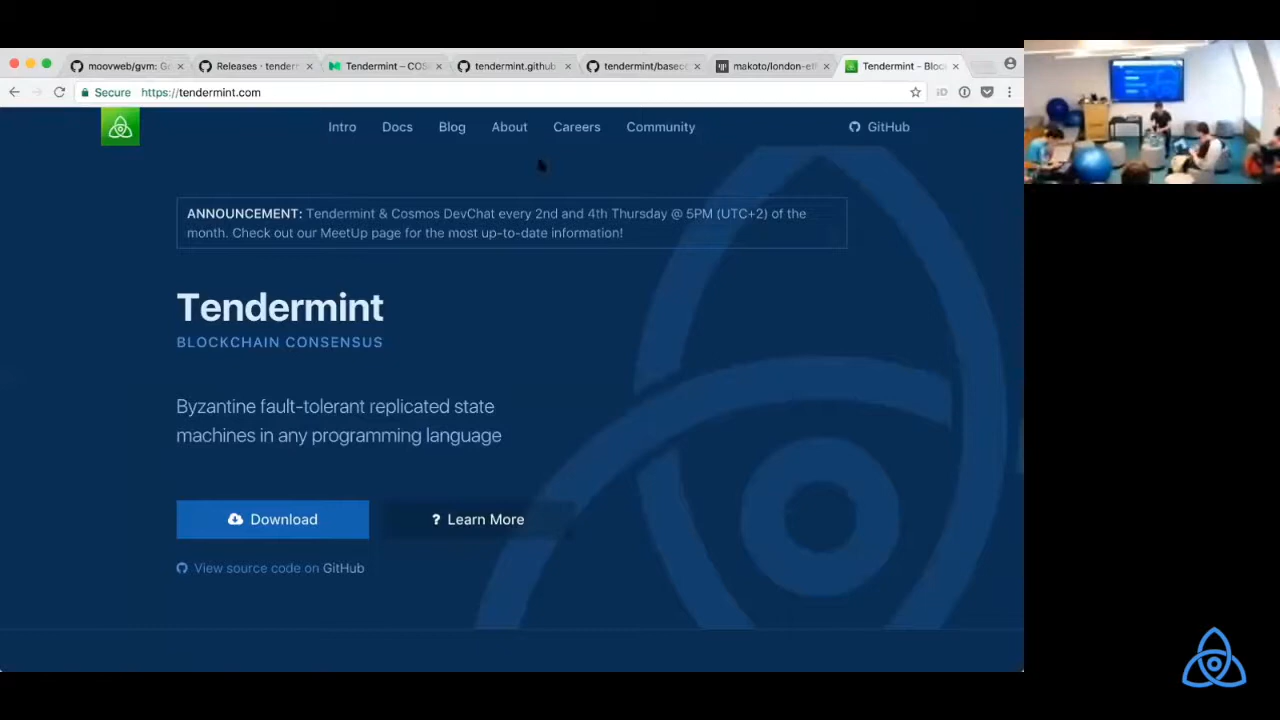 moovweb/gvm: Go
Releases · tenderm
Tendermint – COS
tendermint.github
tendermint/baseco
makoto/london-eth
Tendermint – Bloc
Secure https://tendermint.com
Intro Docs Blog About Careers Community GitHub
ANNOUNCEMENT: Tendermint & Cosmos DevChat every 2nd and 4th Thursday @ 5PM (UTC+2) of the
month. Check out our MeetUp page for the most up-to-date information!
Tendermint
BLOCKCHAIN CONSENSUS
Byzantine fault-tolerant replicated state
machines in any programming language
Download
? Learn More
View source code on GitHub